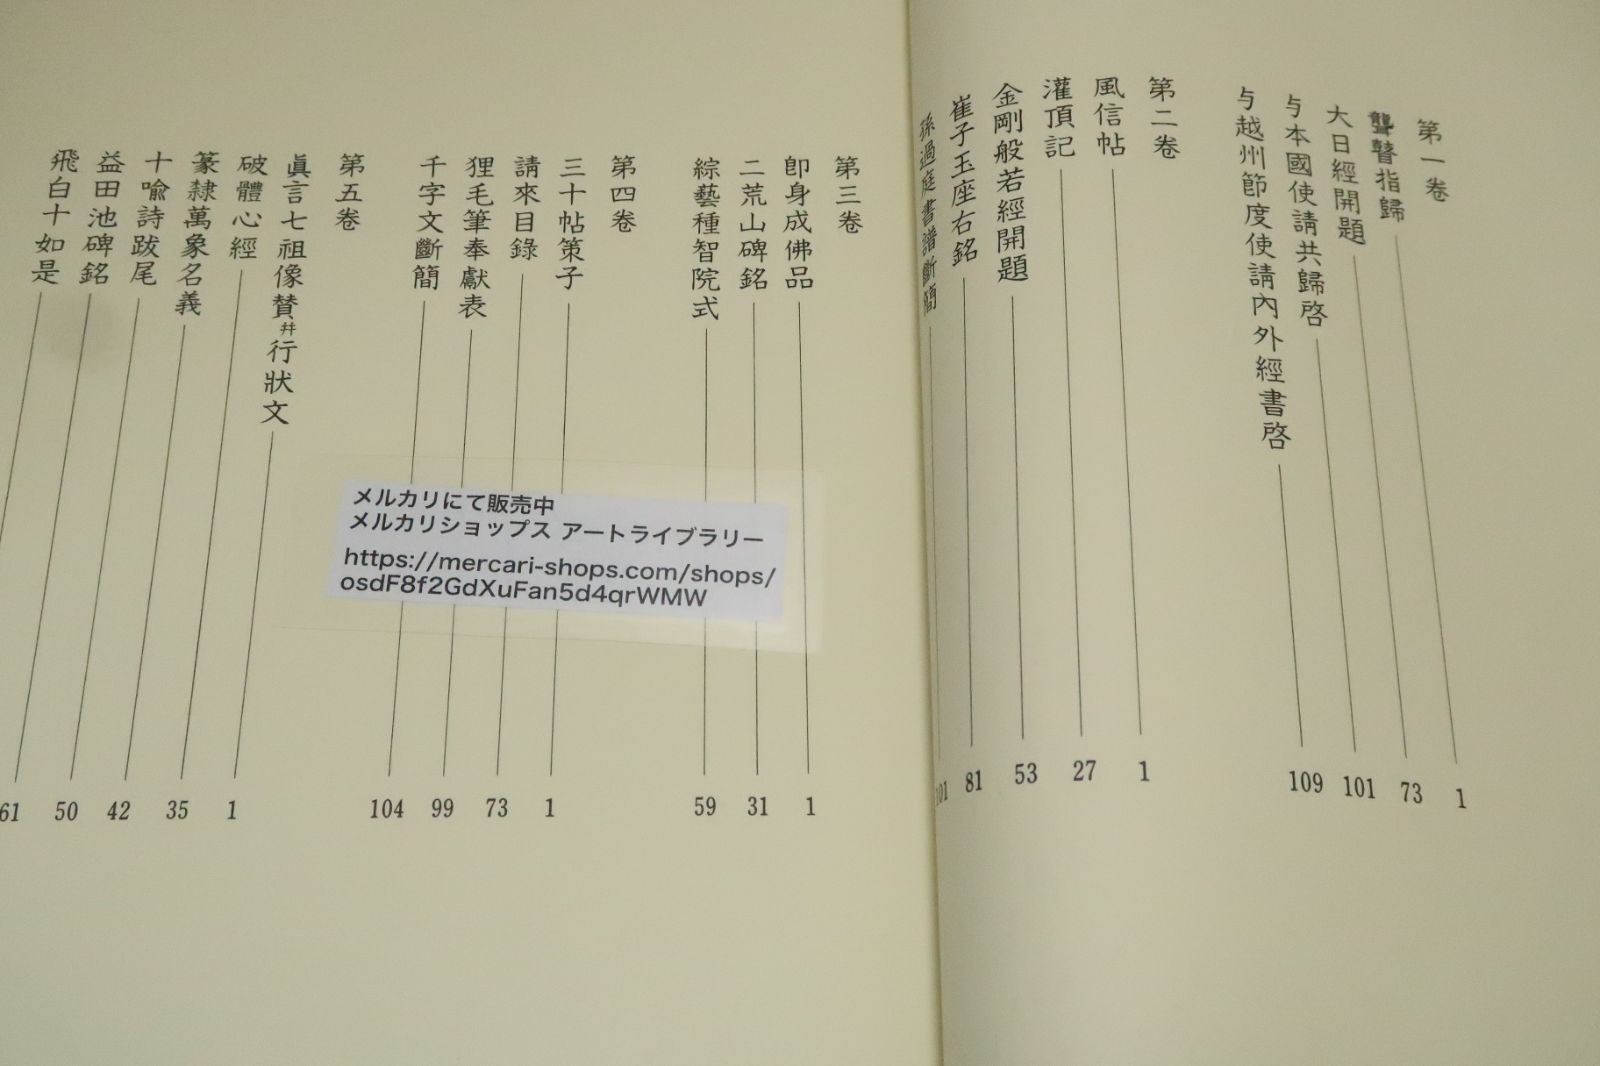 第一卷
聾瞽指歸 1
大日經開題 73
与本國使請共歸啓 101
与越州節度使請內外經書啓 109
第二卷
風信帖 1
灌頂記 27
金剛般若經開題 53
崔子玉座右銘 81
孫過庭書譜斷簡 101
第三卷
卽身成佛品 1
二荒山碑銘 31
綜藝種智院式 59
第四卷
三十帖策子 1
請來目錄 73
狸毛筆奉獻表 99
千字文斷簡 104
第五卷
眞言七祖像賛幷行狀文 1
破體心經 35
篆隷萬象名義 42
十喩詩跋尾 50
益田池碑銘 61
飛白十如是
メルカリにて販売中
メルカリショップス アートライブラリー
https://mercari-shops.com/shops/
osdF8f2GdXuFan5d4qrWMW